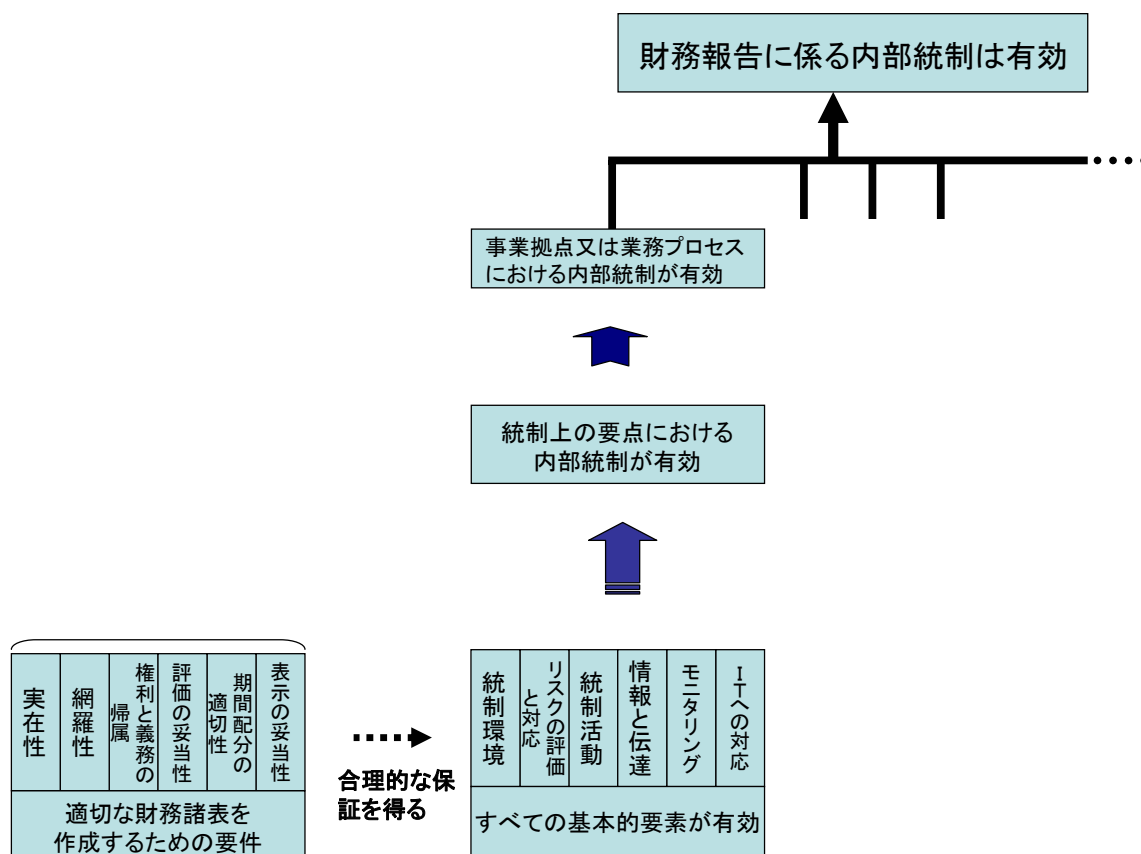 財務報告に係る内部統制は有効
事業拠点又は業務プロセス
における内部統制が有効
統制上の要点における
内部統制が有効
実在性
網羅性
権利と義務の
帰属
評価の妥当性
期間配分の
適切性
表示の妥当性
適切な財務諸表を
作成するための要件
合理的な保
証を得る
統制環境
リスクの評価
と対応
統制活動
情報と伝達
モニタリング
ITへの対応
すべての基本的要素が有効